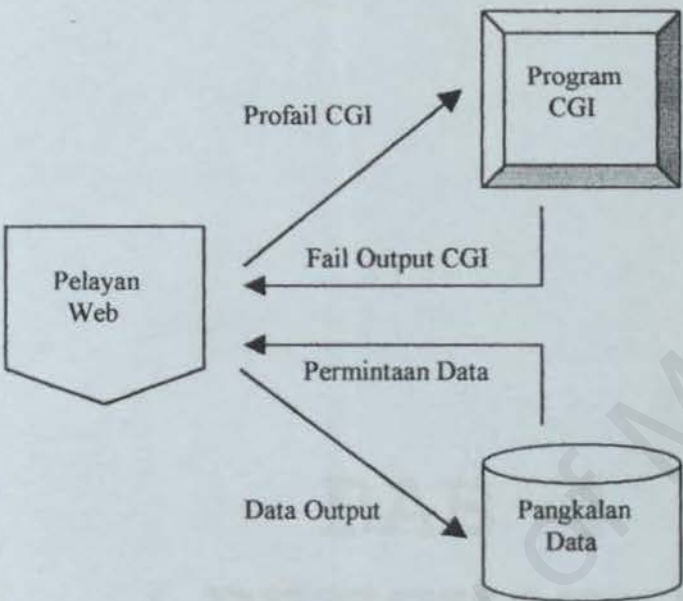 Program
CGI
Profail CGI
Fail Output CGI
Pelayan
Web
Permintaan Data
Data Output
Pangkalan
Data